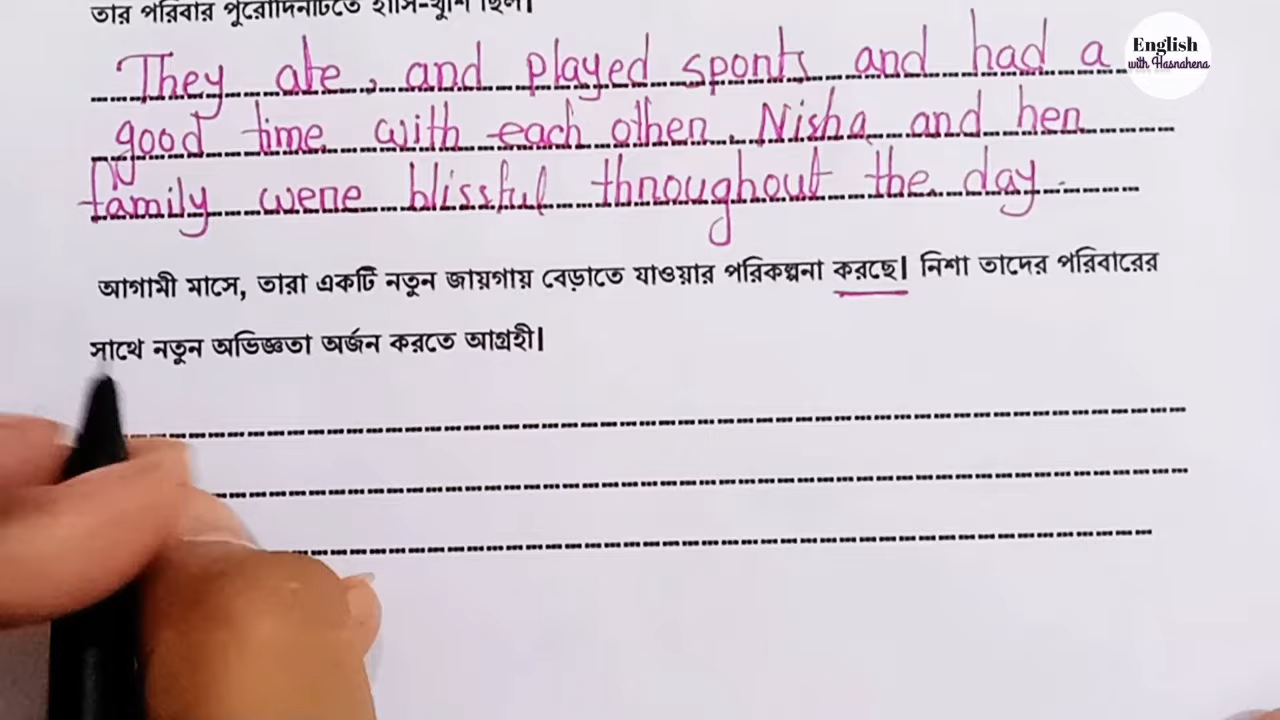 তার পরিবার পুরোদিনটিতে হাসি-খুশি ছিল।
English
with Hasnahena
They ate, and played sports and had a
good time with each other. Nisha and her
family were blissful throughout the day.
আগামী মাসে, তারা একটি নতুন জায়গায় বেড়াতে যাওয়ার পরিকল্পনা করছে। নিশা তাদের পরিবারের
সাথে নতুন অভিজ্ঞতা অর্জন করতে আগ্রহী।